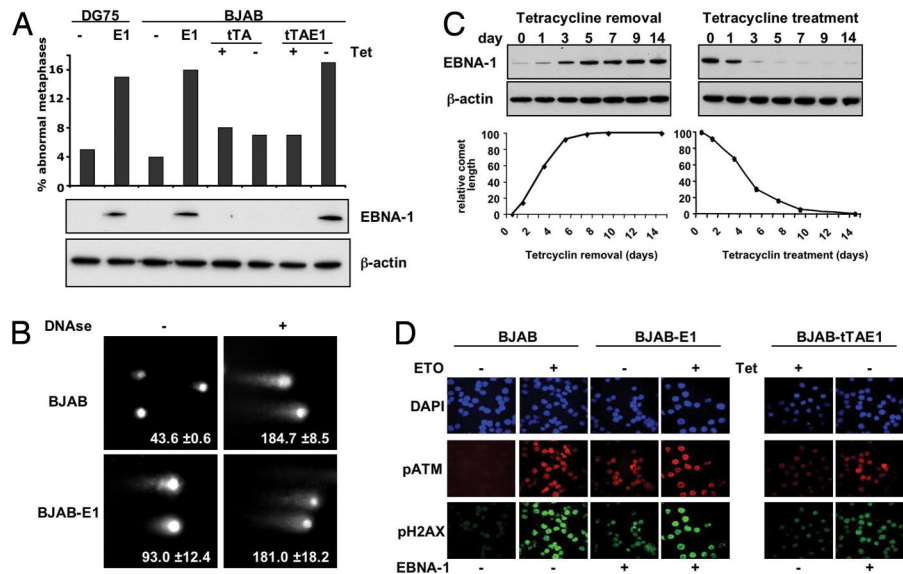 A
DG75 BJAB
tTA tTAE1
- E1 - E1 + - + - Tet
% abnormal metaphases
16
12
8
4
0
EBNA-1
β-actin
B
DNAse - +
BJAB
43.6 ±0.6 184.7 ±8.5
BJAB-E1
93.0 ±12.4 181.0 ±18.2
C
Tetracycline removal Tetracycline treatment
day 0 1 3 5 7 9 14 0 1 3 5 7 9 14
EBNA-1
β-actin
relative comet length
100 100
80 80
60 60
40 40
20 20
0 0
0 2 4 6 8 10 12 14 0 2 4 6 8 10 12 14
Tetrcyclin removal (days) Tetracyclin treatment (days)
D
BJAB BJAB-E1 BJAB-tTAE1
ETO - + - + Tet + -
DAPI
pATM
pH2AX
EBNA-1 - - + + - +